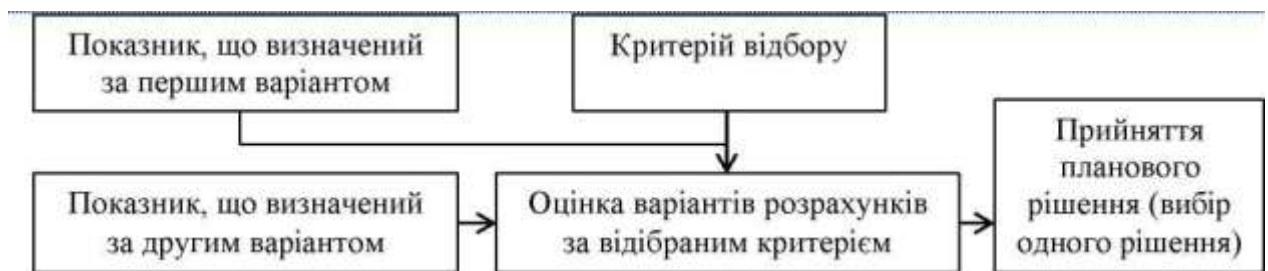 Показник, що визначений
за першим варіантом
Критерій відбору
Показник, що визначений
за другим варіантом
Оцінка варіантів розрахунків
за відібраним критерієм
Прийняття
планового
рішення (вибір
одного рішення)